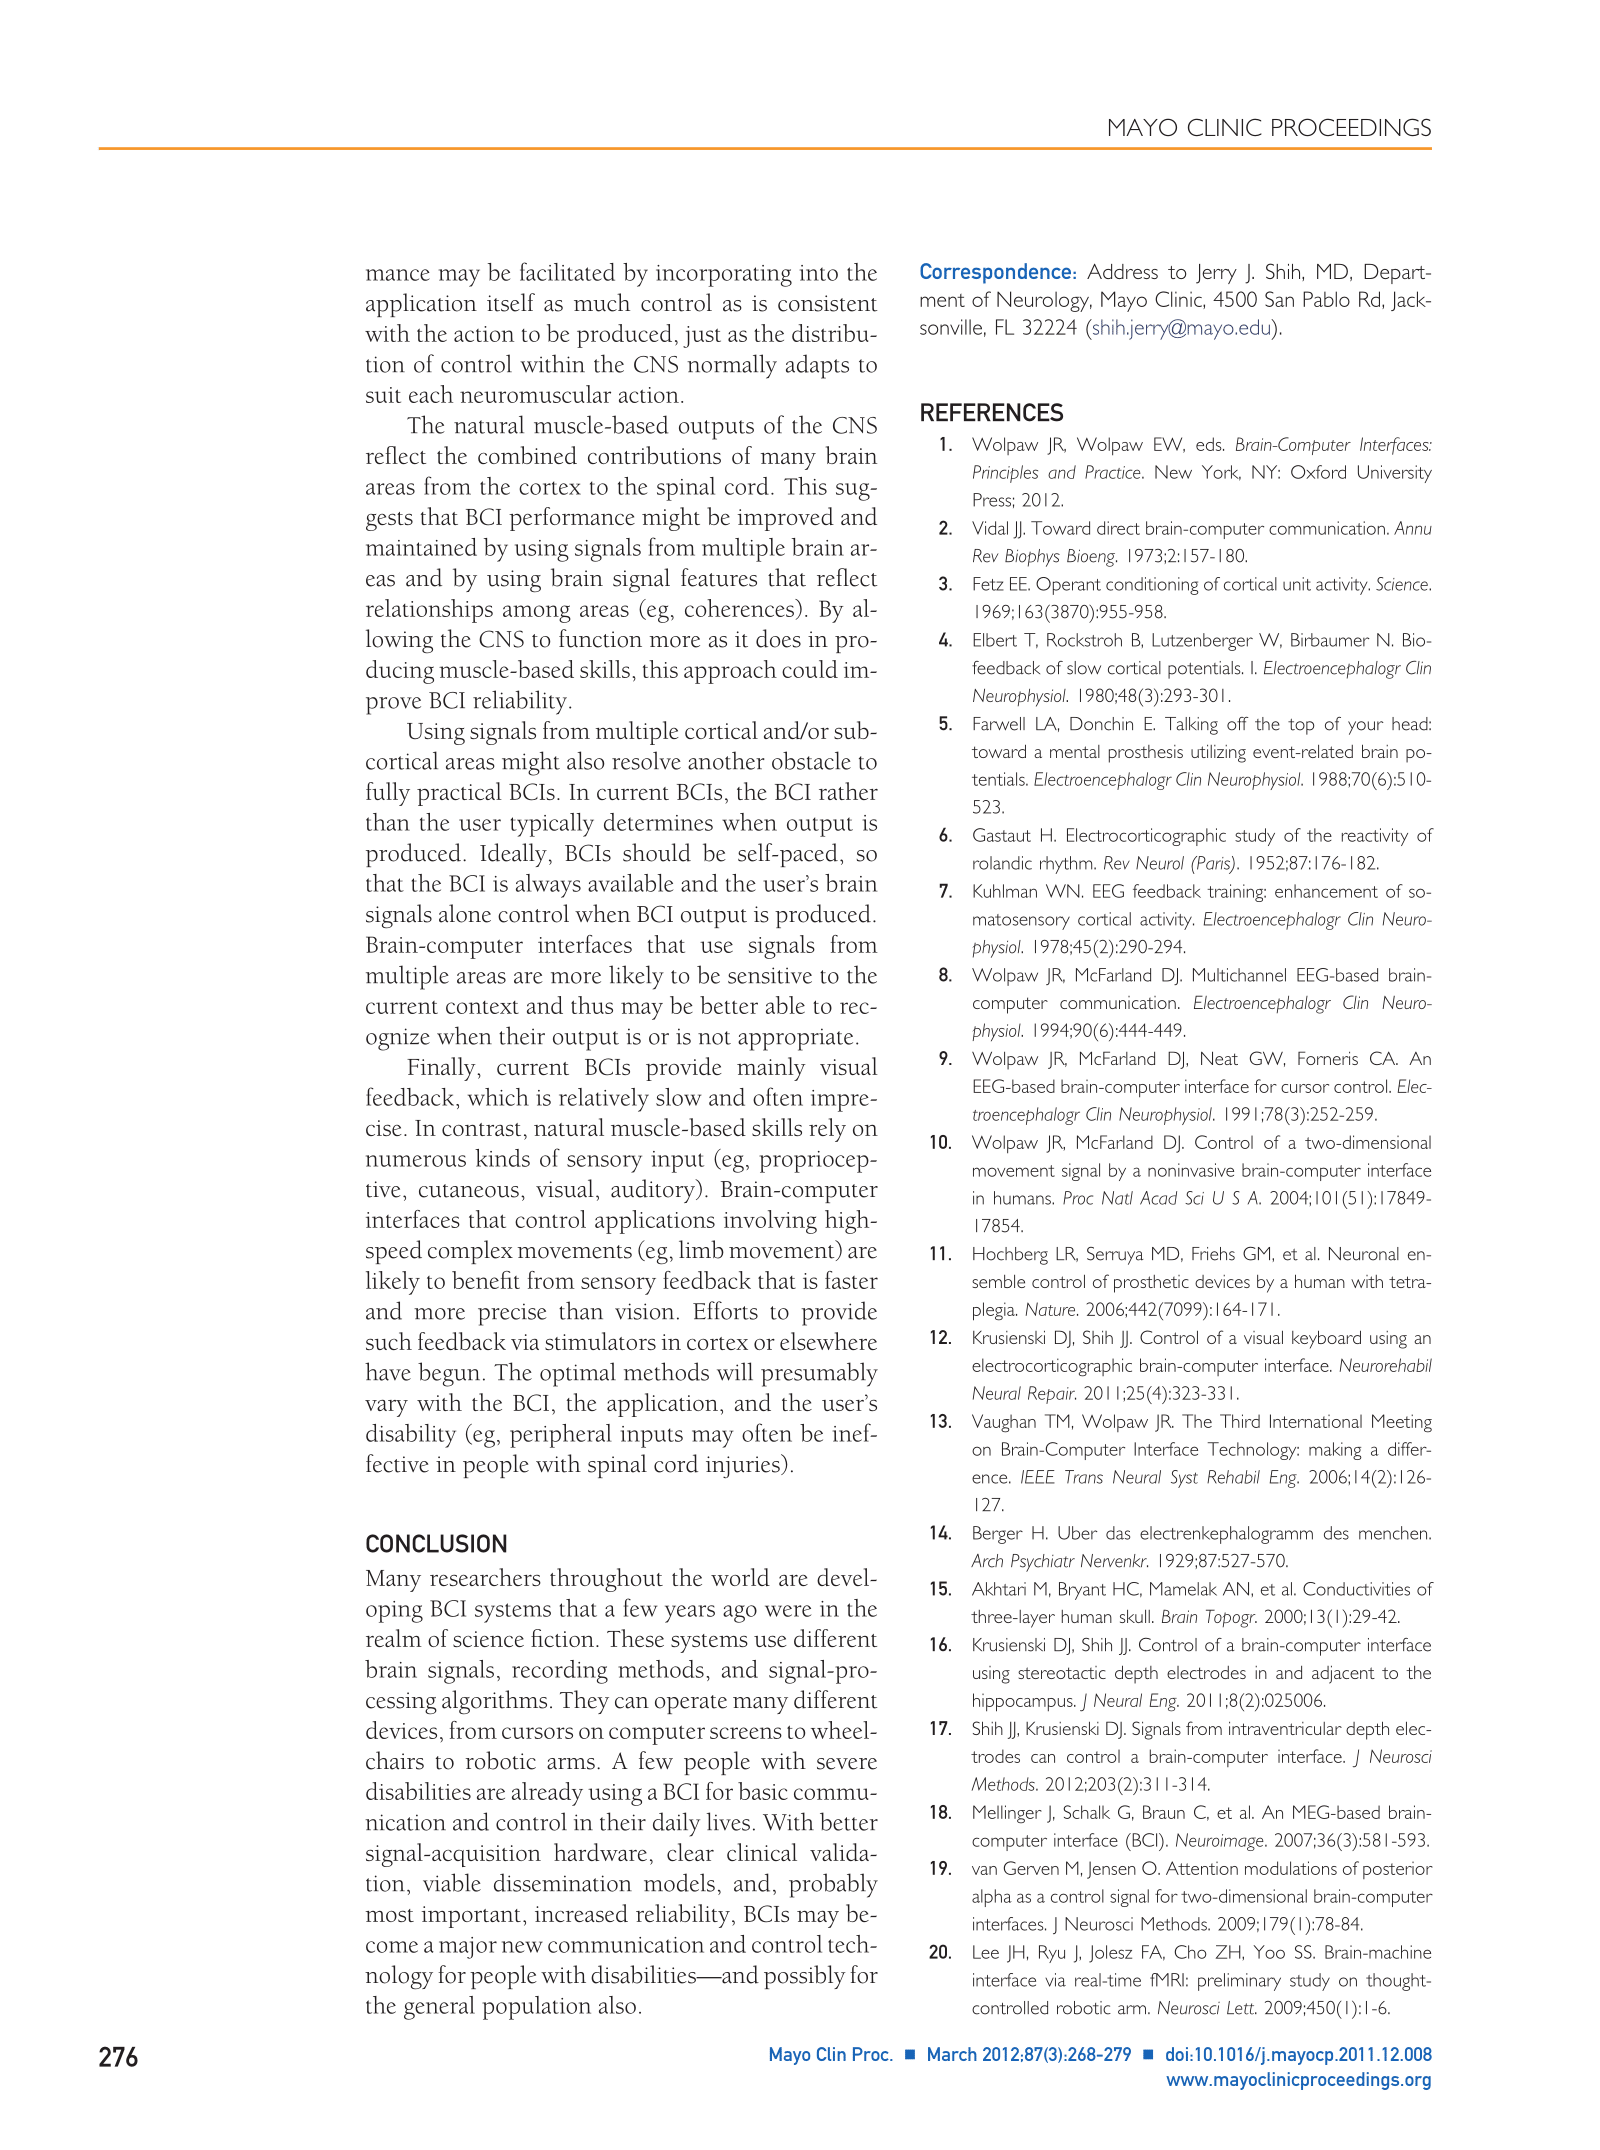 MAYO CLINIC PROCEEDINGS
mance may be facilitated by incorporating into the
application itself as much control as is consistent
with the action to be produced, just as the distribu-
tion of control within the CNS normally adapts to
suit each neuromuscular action.
The natural muscle-based outputs of the CNS
reflect the combined contributions of many brain
areas from the cortex to the spinal cord. This sug-
gests that BCI performance might be improved and
maintained by using signals from multiple brain ar-
eas and by using brain signal features that reflect
relationships among areas (eg, coherences). By al-
lowing the CNS to function more as it does in pro-
ducing muscle-based skills, this approach could im-
prove BCI reliability.
Using signals from multiple cortical and/or sub-
cortical areas might also resolve another obstacle to
fully practical BCIs. In current BCIs, the BCI rather
than the user typically determines when output is
produced. Ideally, BCIs should be self-paced, so
that the BCI is always available and the user's brain
signals alone control when BCI output is produced.
Brain-computer interfaces that use signals from
multiple areas are more likely to be sensitive to the
current context and thus may be better able to rec-
ognize when their output is or is not appropriate.
Finally, current BCIs provide mainly visual
feedback, which is relatively slow and often impre-
cise. In contrast, natural muscle-based skills rely on
numerous kinds of sensory input (eg, propriocep-
tive, cutaneous, visual, auditory). Brain-computer
interfaces that control applications involving high-
speed complex movements (eg, limb movement) are
likely to benefit from sensory feedback that is faster
and more precise than vision. Efforts to provide
such feedback via stimulators in cortex or elsewhere
have begun. The optimal methods will presumably
vary with the BCI, the application, and the user's
disability (eg, peripheral inputs may often be inef-
fective in people with spinal cord injuries).
CONCLUSION
Many researchers throughout the world are devel-
oping BCI systems that a few years ago were in the
realm of science fiction. These systems use different
brain signals, recording methods, and signal-pro-
cessing algorithms. They can operate many different
devices, from cursors on computer screens to wheel-
chairs to robotic arms. A few people with severe
disabilities are already using a BCI for basic commu-
nication and control in their daily lives. With better
signal-acquisition hardware, clear clinical valida-
tion, viable dissemination models, and, probably
most important, increased reliability, BCIs may be-
come a major new communication and control tech-
nology for people with disabilities—and possibly for
the general population also.
Correspondence: Address to Jerry J. Shih, MD, Depart-
ment of Neurology, Mayo Clinic, 4500 San Pablo Rd, Jack-
sonville, FL 32224 (shih.jerry@mayo.edu).
REFERENCES
1. Wolpaw JR, Wolpaw EW, eds. Brain-Computer Interfaces:
Principles and Practice. New York, NY: Oxford University
Press; 2012.
2. Vidal JJ. Toward direct brain-computer communication. Annu
Rev Biophys Bioeng. 1973;2:157-180.
3. Fetz EE. Operant conditioning of cortical unit activity. Science.
1969;163(3870):955-958.
4. Elbert T, Rockstroh B, Lutzenberger W, Birbaumer N. Bio-
feedback of slow cortical potentials. I. Electroencephalogr Clin
Neurophysiol. 1980;48(3):293-301.
5. Farwell LA, Donchin E. Talking off the top of your head:
toward a mental prosthesis utilizing event-related brain po-
tentials. Electroencephalogr Clin Neurophysiol. 1988;70(6):510-
523.
6. Gastaut H. Electrocorticographic study of the reactivity of
rolandic rhythm. Rev Neurol (Paris). 1952;87:176-182.
7. Kuhlman WN. EEG feedback training: enhancement of so-
matosensory cortical activity. Electroencephalogr Clin Neuro-
physiol. 1978;45(2):290-294.
8. Wolpaw JR, McFarland DJ. Multichannel EEG-based brain-
computer communication. Electroencephalogr Clin Neuro-
physiol. 1994;90(6):444-449.
9. Wolpaw JR, McFarland DJ, Neat GW, Forneris CA. An
EEG-based brain-computer interface for cursor control. Elec-
troencephalogr Clin Neurophysiol. 1991;78(3):252-259.
10. Wolpaw JR, McFarland DJ. Control of a two-dimensional
movement signal by a noninvasive brain-computer interface
in humans. Proc Natl Acad Sci U S A. 2004;101(51):17849-
17854.
11. Hochberg LR, Serruya MD, Friehs GM, et al. Neuronal en-
semble control of prosthetic devices by a human with tetra-
plegia. Nature. 2006;442(7099):164-171.
12. Krusienski DJ, Shih JJ. Control of a visual keyboard using an
electrocorticographic brain-computer interface. Neurorehabil
Neural Repair. 2011;25(4):323-331.
13. Vaughan TM, Wolpaw JR. The Third International Meeting
on Brain-Computer Interface Technology: making a differ-
ence. IEEE Trans Neural Syst Rehabil Eng. 2006;14(2):126-
127.
14. Berger H. Uber das electrenkephalogramm des menchen.
Arch Psychiatr Nervenkr. 1929;87:527-570.
15. Akhtari M, Bryant HC, Mamelak AN, et al. Conductivities of
three-layer human skull. Brain Topogr. 2000;13(1):29-42.
16. Krusienski DJ, Shih JJ. Control of a brain-computer interface
using stereotactic depth electrodes in and adjacent to the
hippocampus. J Neural Eng. 2011;8(2):025006.
17. Shih JJ, Krusienski DJ. Signals from intraventricular depth elec-
trodes can control a brain-computer interface. J Neurosci
Methods. 2012;203(2):311-314.
18. Mellinger J, Schalk G, Braun C, et al. An MEG-based brain-
computer interface (BCI). Neuroimage. 2007;36(3):581-593.
19. van Gerven M, Jensen O. Attention modulations of posterior
alpha as a control signal for two-dimensional brain-computer
interfaces. J Neurosci Methods. 2009;179(1):78-84.
20. Lee JH, Ryu J, Jolesz FA, Cho ZH, Yoo SS. Brain-machine
interface via real-time fMRI: preliminary study on thought-
controlled robotic arm. Neurosci Lett. 2009;450(1):1-6.
276
Mayo Clin Proc. ■ March 2012;87(3):268-279 ■ doi:10.1016/j.mayocp.2011.12.008
www.mayoclinicproceedings.org